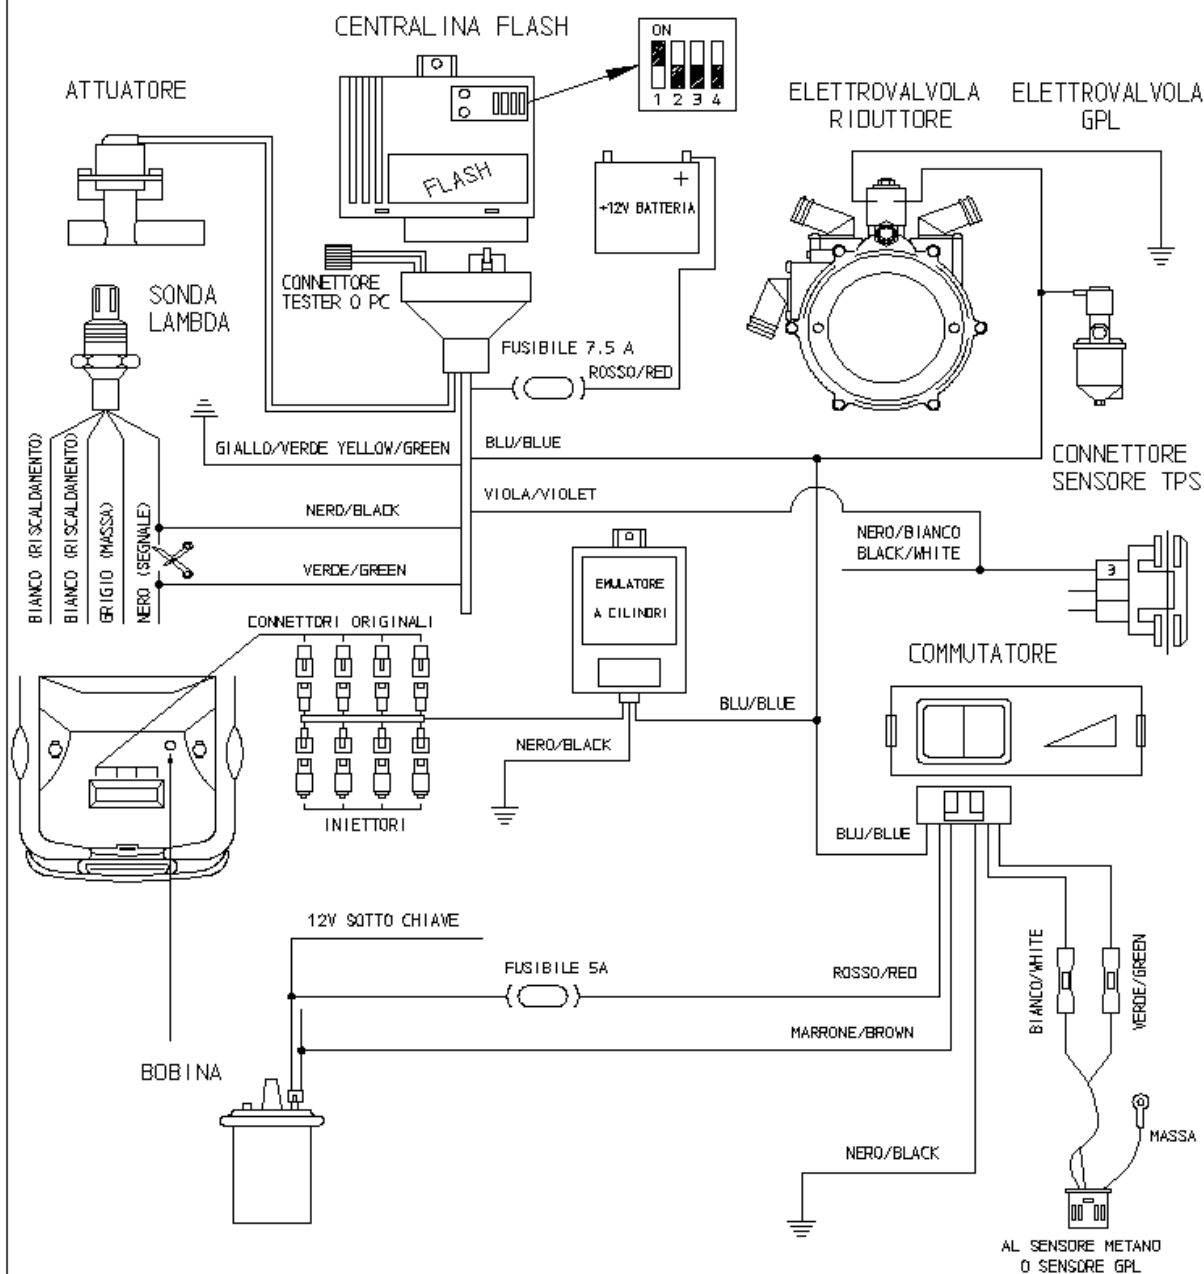 CENTRALINA FLASH
ON
1 2 3 4
ATTUATORE
ELETTROVALVOLA
RIDUTTORE
ELETTROVALVOLA
GPL
FLASH
+
+12V BATTERIA
CONNETTORE
TESTER O PC
SONDA
LAMBDA
FUSIBILE 7.5 A
ROSSO/RED
GIALLO/VERDE YELLOW/GREEN
BLU/BLUE
CONNETTORE
SENSORE TPS
VIOLA/VIOLET
NERO/BLACK
NERO/BIANCO
BLACK/WHITE
3
VERDE/GREEN
BIANCO (RISCALDAMENTO)
BIANCO (RISCALDAMENTO)
GRIGIO (MASSA)
NERO (SEGNALE)
EMULATORE
A CILINDRI
CONNETTORI ORIGINALI
COMMUTATORE
BLU/BLUE
NERO/BLACK
INIETTORI
BLU/BLUE
12V SOTTO CHIAVE
FUSIBILE 5A
ROSSO/RED
BIANCO/WHITE
VERDE/GREEN
MARRONE/BROWN
BOBINA
MASSA
NERO/BLACK
AL SENSORE METANO
O SENSORE GPL